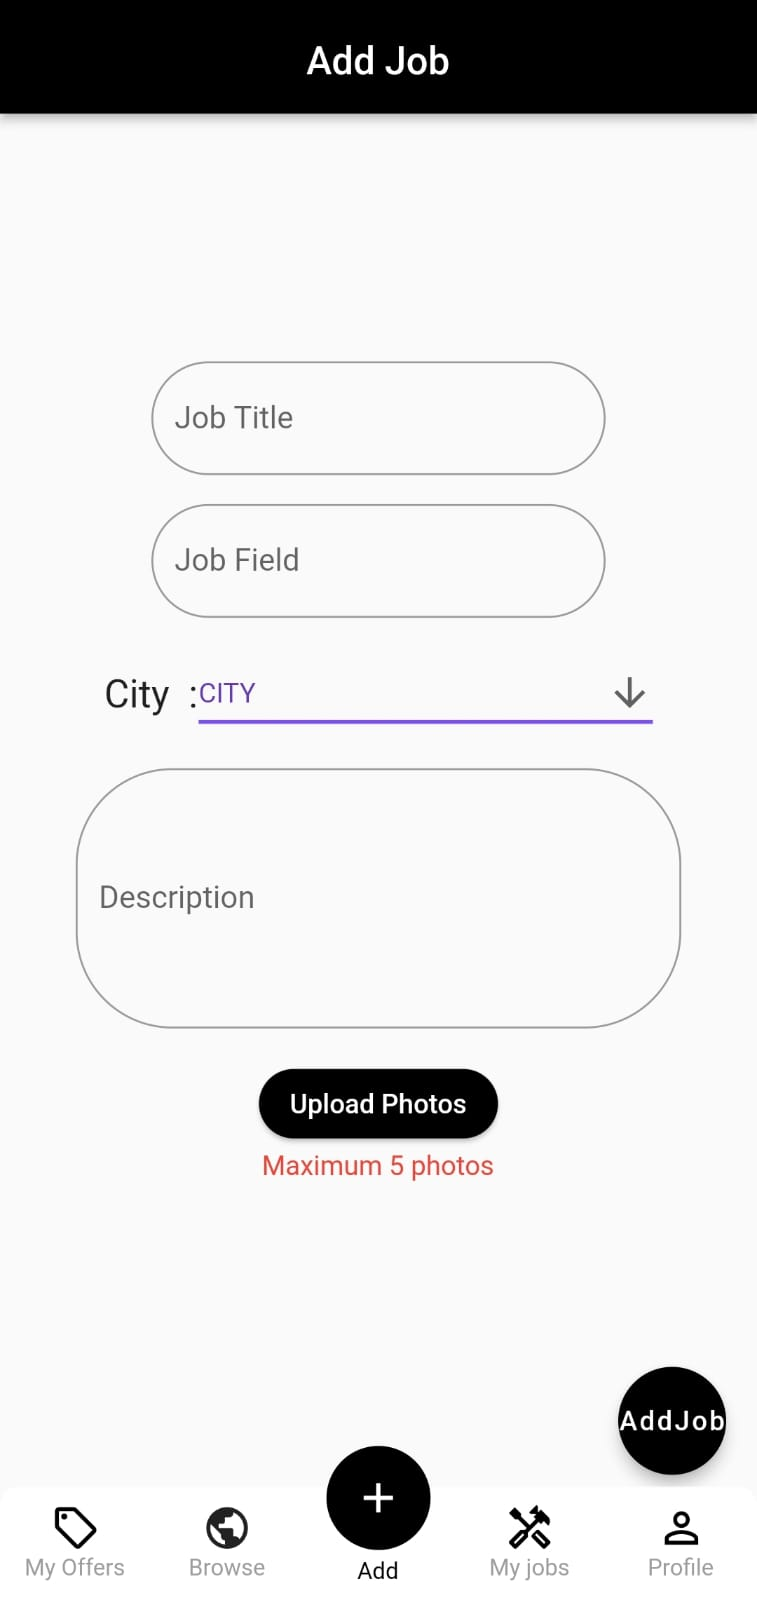 Add Job
Job Title
Job Field
City :CITY
Description
Upload Photos
Maximum 5 photos
AddJob
My Offers
Browse
Add
My jobs
Profile